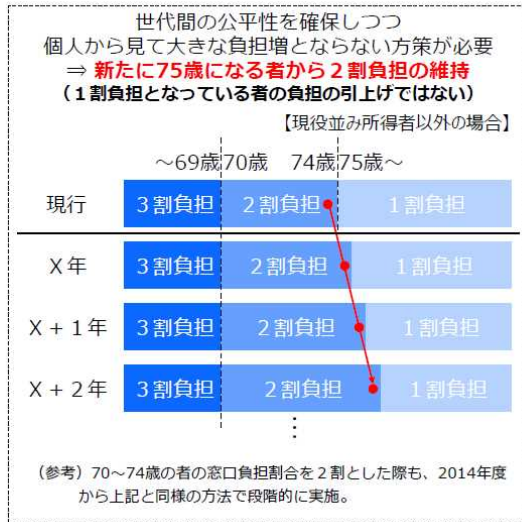 世代間の公平性を確保しつつ
個人から見て大きな負担増とならない方策が必要
⇒ 新たに75歳になる者から２割負担の維持
（１割負担となっている者の負担の引上げではない）
【現役並み所得者以外の場合】
～69歳 70歳 74歳 75歳～
現行 ３割負担 ２割負担 １割負担
X年 ３割負担 ２割負担 １割負担
X＋１年 ３割負担 ２割負担 １割負担
X＋２年 ３割負担 ２割負担 １割負担
⋮
（参考）70～74歳の者の窓口負担割合を２割とした際も、2014年度
から上記と同様の方法で段階的に実施。